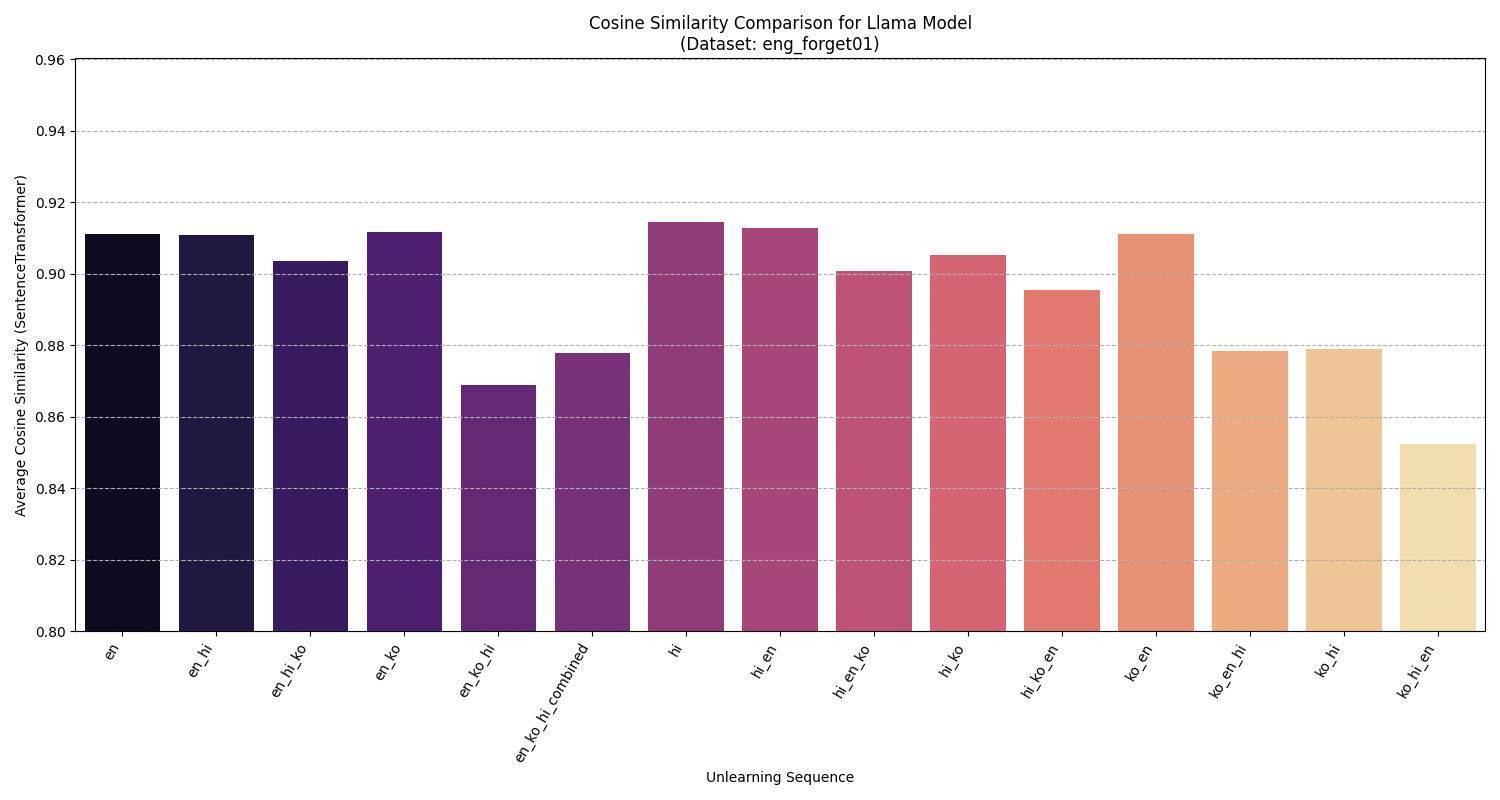 Cosine Similarity Comparison for Llama Model
(Dataset: eng_forget01)
Average Cosine Similarity (SentenceTransformer)
0.96
0.94
0.92
0.90
0.88
0.86
0.84
0.82
0.80
en
en_hi
en_hi_ko
en_ko
en_ko_hi
en_ko_hi_combined
hi
hi_en
hi_en_ko
hi_ko
hi_ko_en
ko_en
ko_en_hi
ko_hi
ko_hi_en
Unlearning Sequence